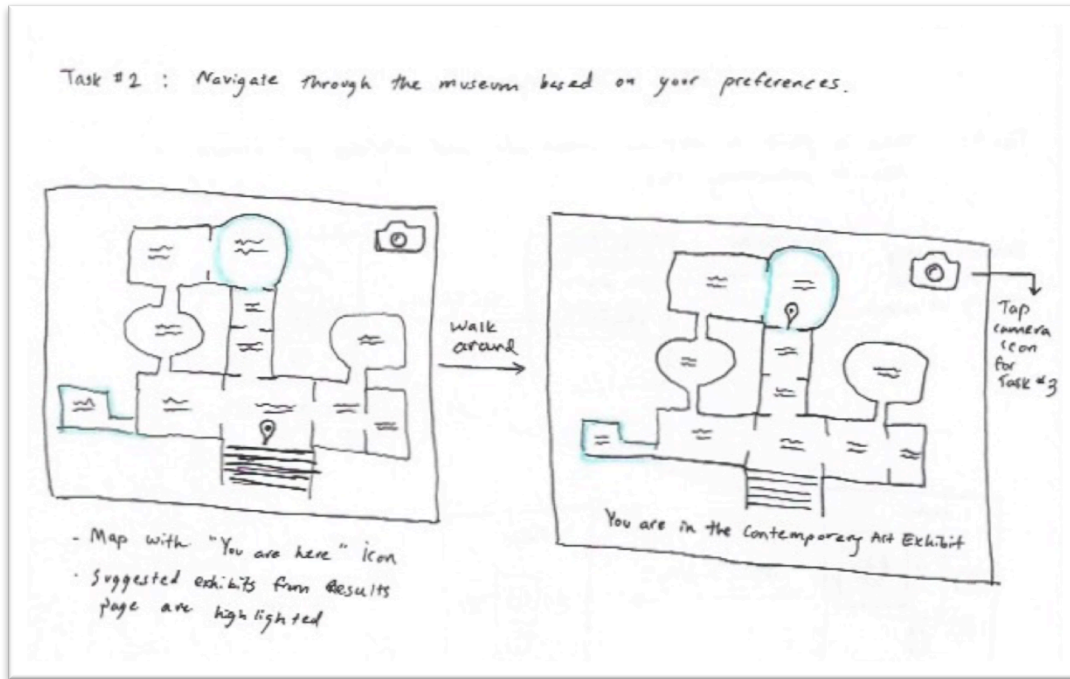 Task #2 : Navigate through the museum based on your preferences.
Walk
around
Tap
camera
icon
for
Task #3
You are in the Contemporary Art Exhibit
- Map with "You are here" icon
- Suggested exhibits from Results
page are highlighted